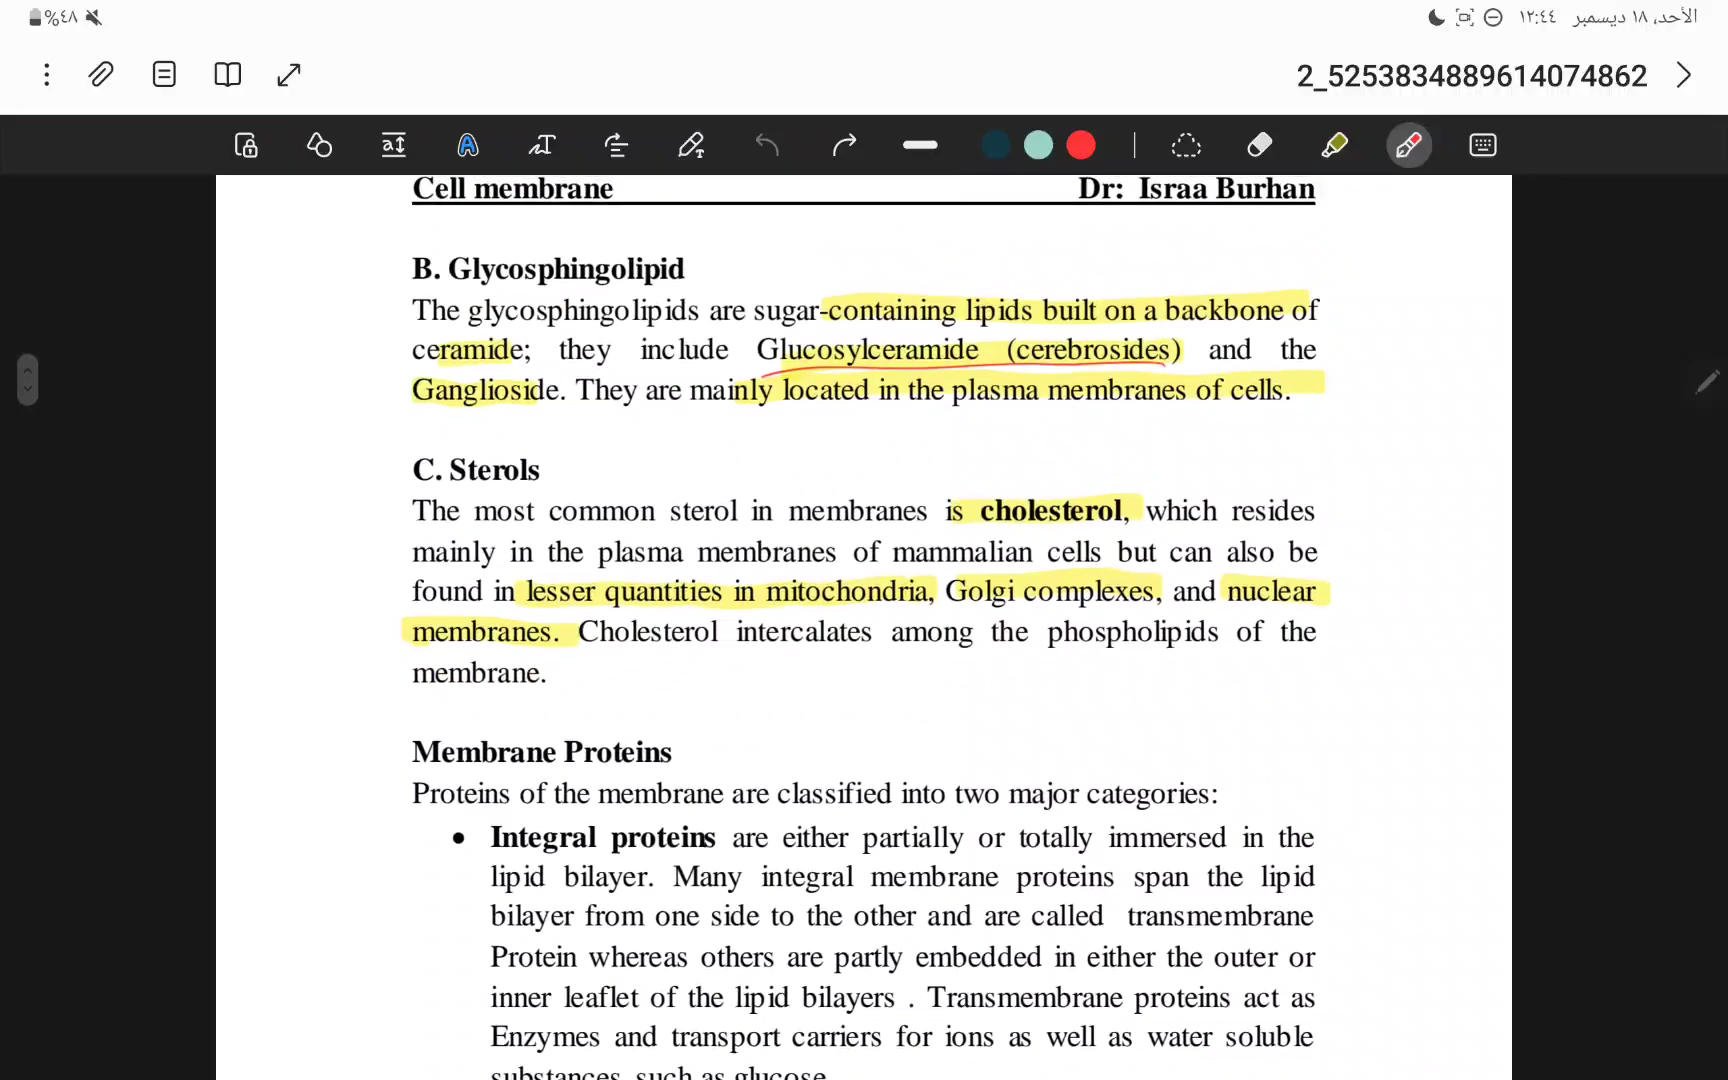 %٤٨
الأحد، ١٨ ديسمبر ١٢:٤٤
2_5253834889614074862
Cell membrane Dr: Israa Burhan
B. Glycosphingolipid
The glycosphingolipids are sugar-containing lipids built on a backbone of
ceramide; they include Glucosylceramide (cerebrosides) and the
Ganglioside. They are mainly located in the plasma membranes of cells.
C. Sterols
The most common sterol in membranes is cholesterol, which resides
mainly in the plasma membranes of mammalian cells but can also be
found in lesser quantities in mitochondria, Golgi complexes, and nuclear
membranes. Cholesterol intercalates among the phospholipids of the
membrane.
Membrane Proteins
Proteins of the membrane are classified into two major categories:
• Integral proteins are either partially or totally immersed in the
lipid bilayer. Many integral membrane proteins span the lipid
bilayer from one side to the other and are called transmembrane
Protein whereas others are partly embedded in either the outer or
inner leaflet of the lipid bilayers . Transmembrane proteins act as
Enzymes and transport carriers for ions as well as water soluble
substances, such as glucose